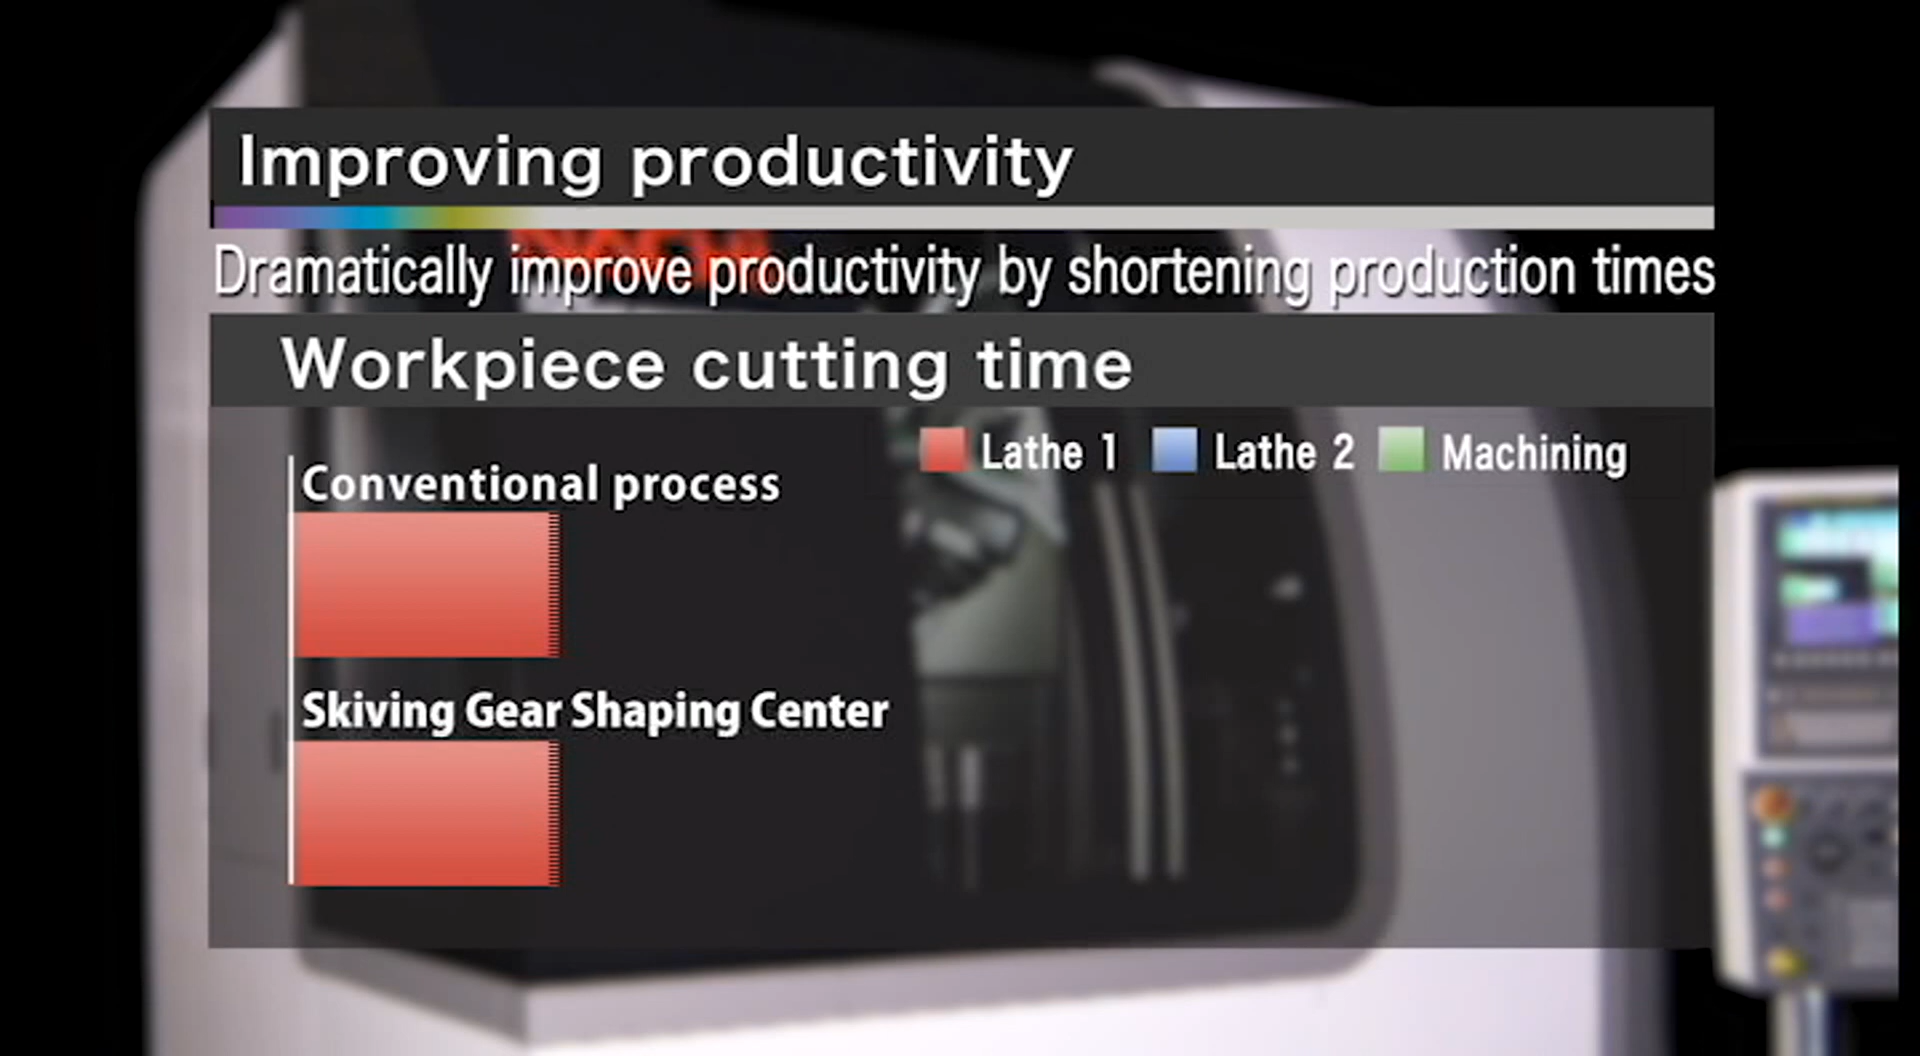 Improving productivity
Dramatically improve productivity by shortening production times
Workpiece cutting time
Lathe 1 Lathe 2 Machining
Conventional process
Skiving Gear Shaping Center